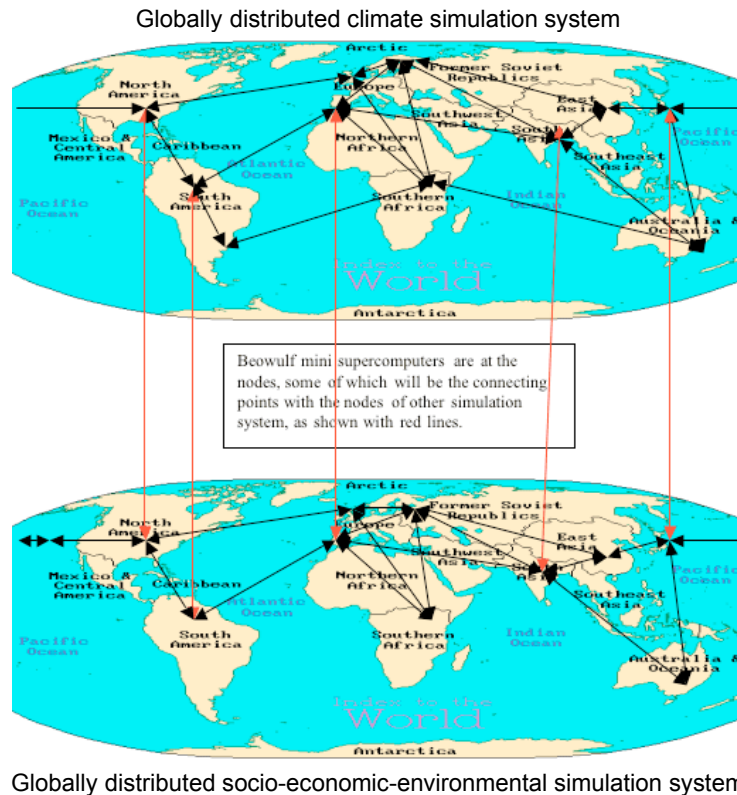 Globally distributed climate simulation system
Arctic
North
America
Former Soviet
Republics
Europe
East
Asia
Mexico &
Central
America
Caribbean
Northern
Africa
Southwest
Asia
South
Asia
Pacific
Ocean
Atlantic
Ocean
Southeast
Asia
South
America
Southern
Africa
Indian
Ocean
Pacific
Ocean
Australia &
Oceania
Index to the
World
Antarctica
Beowulf mini supercomputers are at the
nodes, some of which will be the connecting
points with the nodes of other simulation
system, as shown with red lines.
Arctic
North
America
Former Soviet
Republics
Europe
East
Asia
Mexico &
Central
America
Caribbean
Northern
Africa
Southwest
Asia
Asia
Pacific
Ocean
Atlantic
Ocean
Southeast
Asia
South
America
Southern
Africa
Indian
Ocean
Pacific
Ocean
Australia &
Oceania
Index to the
World
Antarctica
Globally distributed socio-economic-environmental simulation system